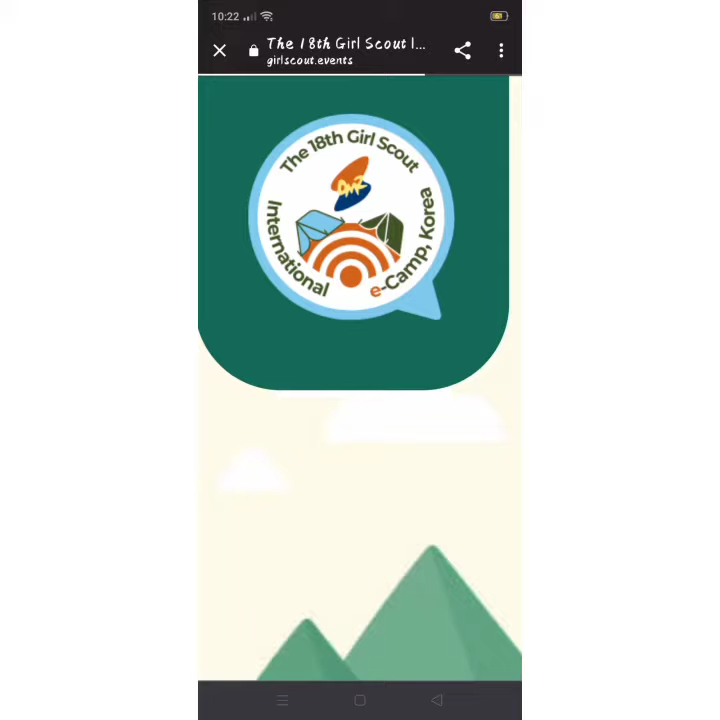 10:22
The 18th Girl Scout I...
girlscout.events
The 18th Girl Scout
International
e-Camp, Korea